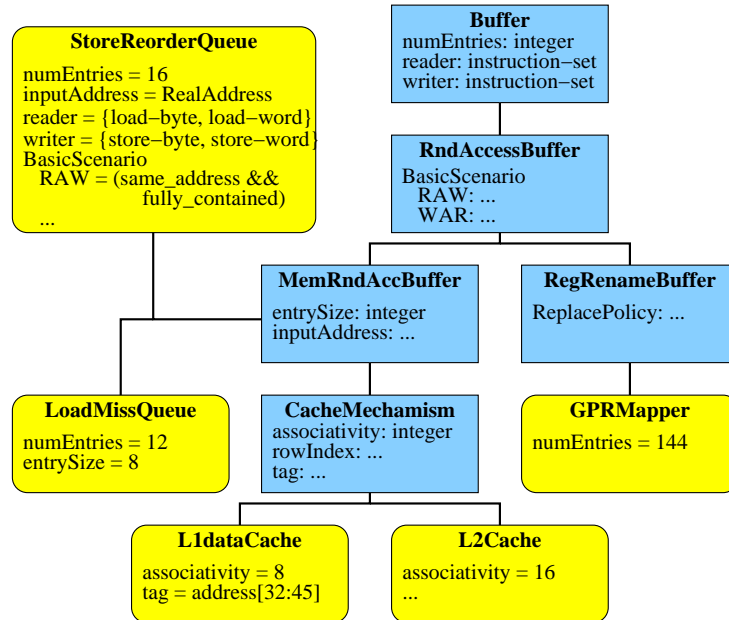 StoreReorderQueue
numEntries = 16
inputAddress = RealAddress
reader = {load−byte, load−word}
writer = {store−byte, store−word}
BasicScenario
RAW = (same_address &&
fully_contained)
...
Buffer
numEntries: integer
reader: instruction−set
writer: instruction−set
RndAccessBuffer
BasicScenario
RAW: ...
WAR: ...
MemRndAccBuffer
entrySize: integer
inputAddress: ...
RegRenameBuffer
ReplacePolicy: ...
LoadMissQueue
numEntries = 12
entrySize = 8
CacheMechamism
associativity: integer
rowIndex: ...
tag: ...
GPRMapper
numEntries = 144
L1dataCache
associativity = 8
tag = address[32:45]
L2Cache
associativity = 16
...